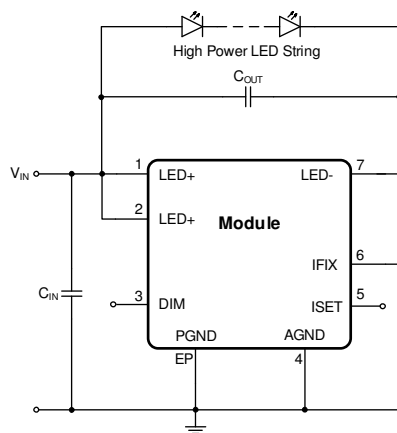 High Power LED String
COUT
VIN
1
LED+
LED-
7
2
LED+
Module
IFIX
6
CIN
3
DIM
ISET
5
PGND
AGND
EP
4